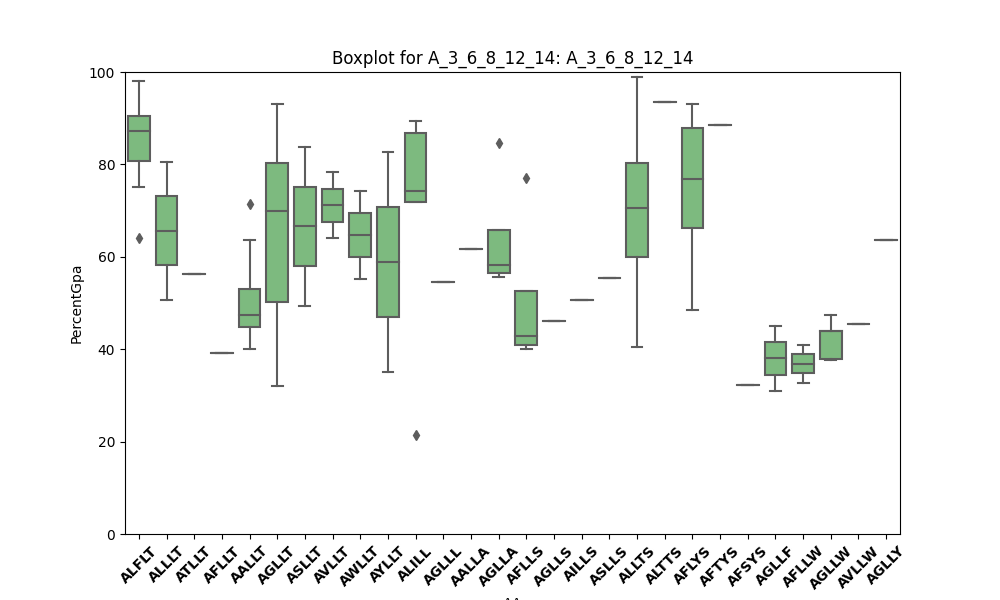 Boxplot for A_3_6_8_12_14: A_3_6_8_12_14
PercentGpa
100
80
60
40
20
0
ALFLT ALLLT ATLLT AFLLT AALLT AGLLT ASLLT AVLLT AWLLT AYLLT ALILL AGLLL AALLA AGLLA AFLLS AGLLS AILLS ASLLS ALLTS ALTTS AFLYS AFTYS AFSYS AGLLF AFLLW AGLLW AVLLW AGLLY